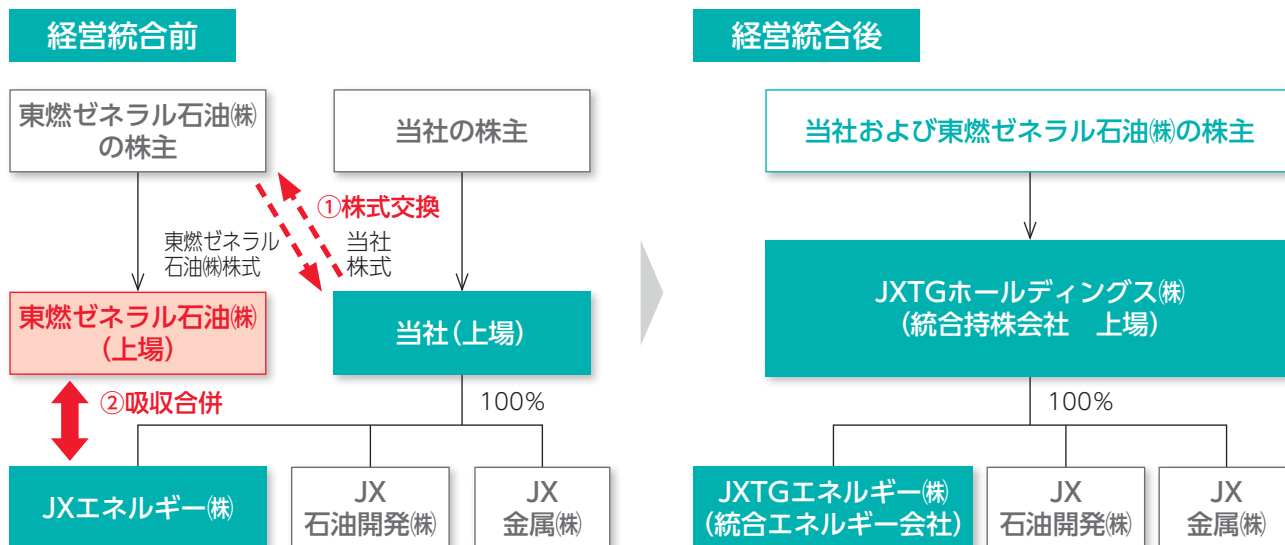 経営統合前
東燃ゼネラル石油㈱
の株主
当社の株主
①株式交換
東燃ゼネラル
石油㈱株式
当社
株式
東燃ゼネラル石油㈱
(上場)
当社(上場)
②吸収合併
100%
JXエネルギー㈱
JX
石油開発㈱
JX
金属㈱
経営統合後
当社および東燃ゼネラル石油㈱の株主
JXTGホールディングス㈱
(統合持株会社　上場)
100%
JXTGエネルギー㈱
(統合エネルギー会社)
JX
石油開発㈱
JX
金属㈱